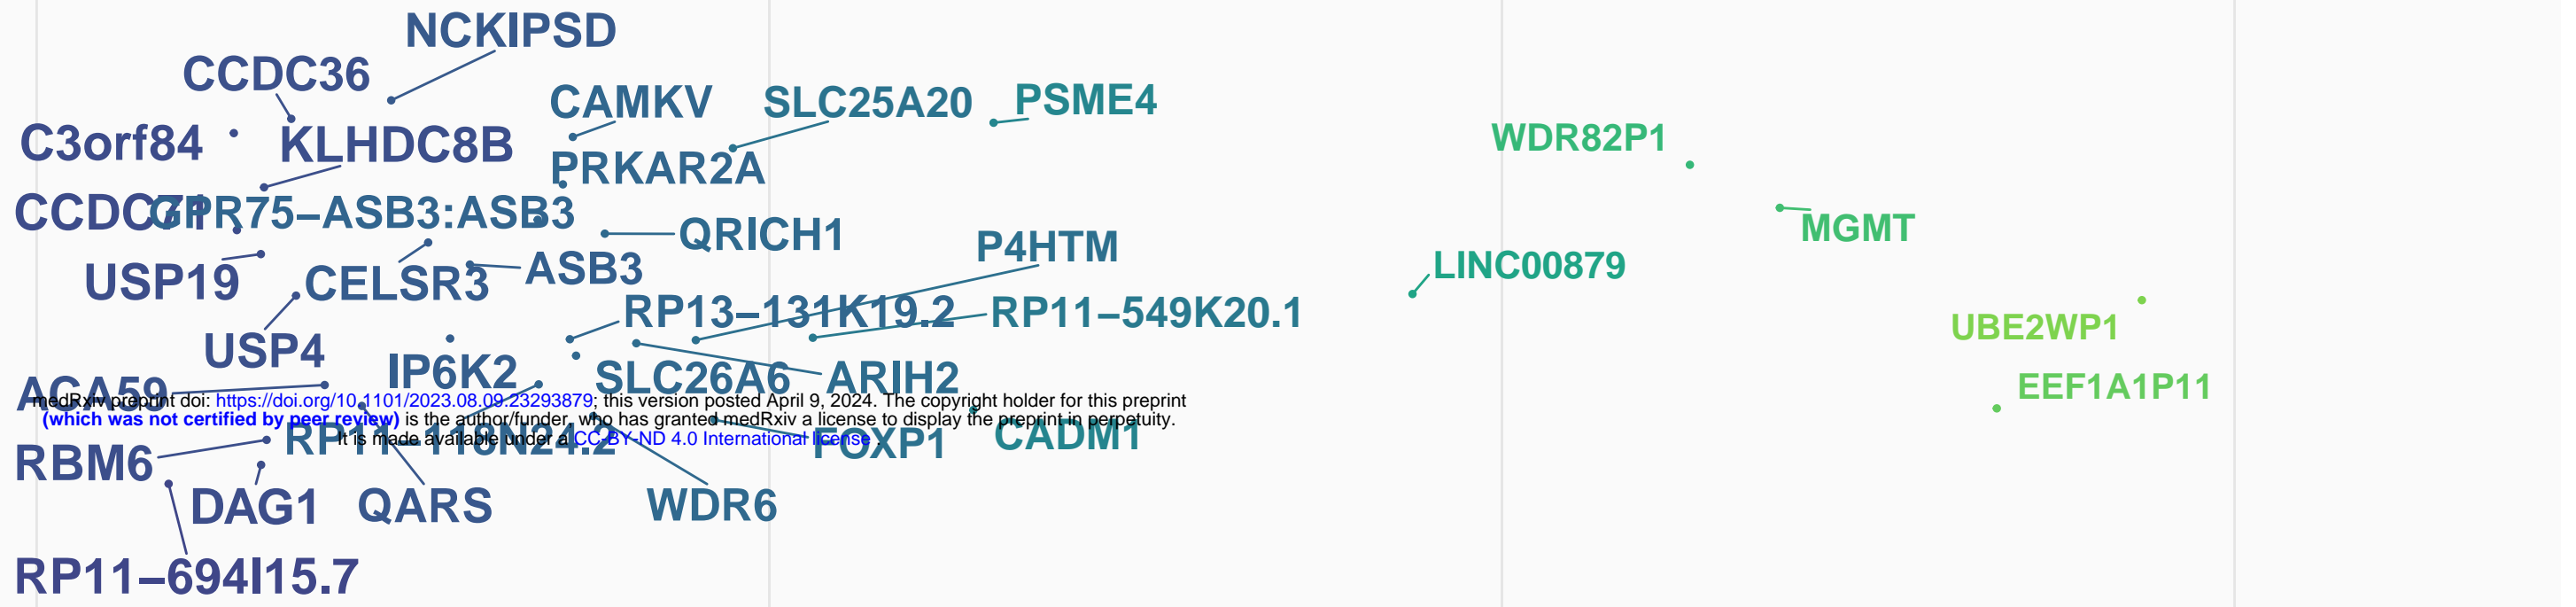 NCKIPSD
CCDC36
CAMKV
SLC25A20
PSME4
C3orf84
KLHDC8B
WDR82P1
PRKAR2A
CCDC71
GPR75–ASB3:ASB3
MGMT
QRICH1
P4HTM
LINC00879
USP19
CELSR3
ASB3
RP13–131K19.2
RP11–549K20.1
UBE2WP1
USP4
IP6K2
SLC26A6
ARIH2
EEF1A1P11
ACA59
medRxiv preprint doi: https://doi.org/10.1101/2023.08.09.23293879; this version posted April 9, 2024. The copyright holder for this preprint
(which was not certified by peer review) is the author/funder, who has granted medRxiv a license to display the preprint in perpetuity.
It is made available under a CC-BY-ND 4.0 International license .
RP11–118N24.2
FOXP1
CADM1
RBM6
DAG1
QARS
WDR6
RP11–694I15.7